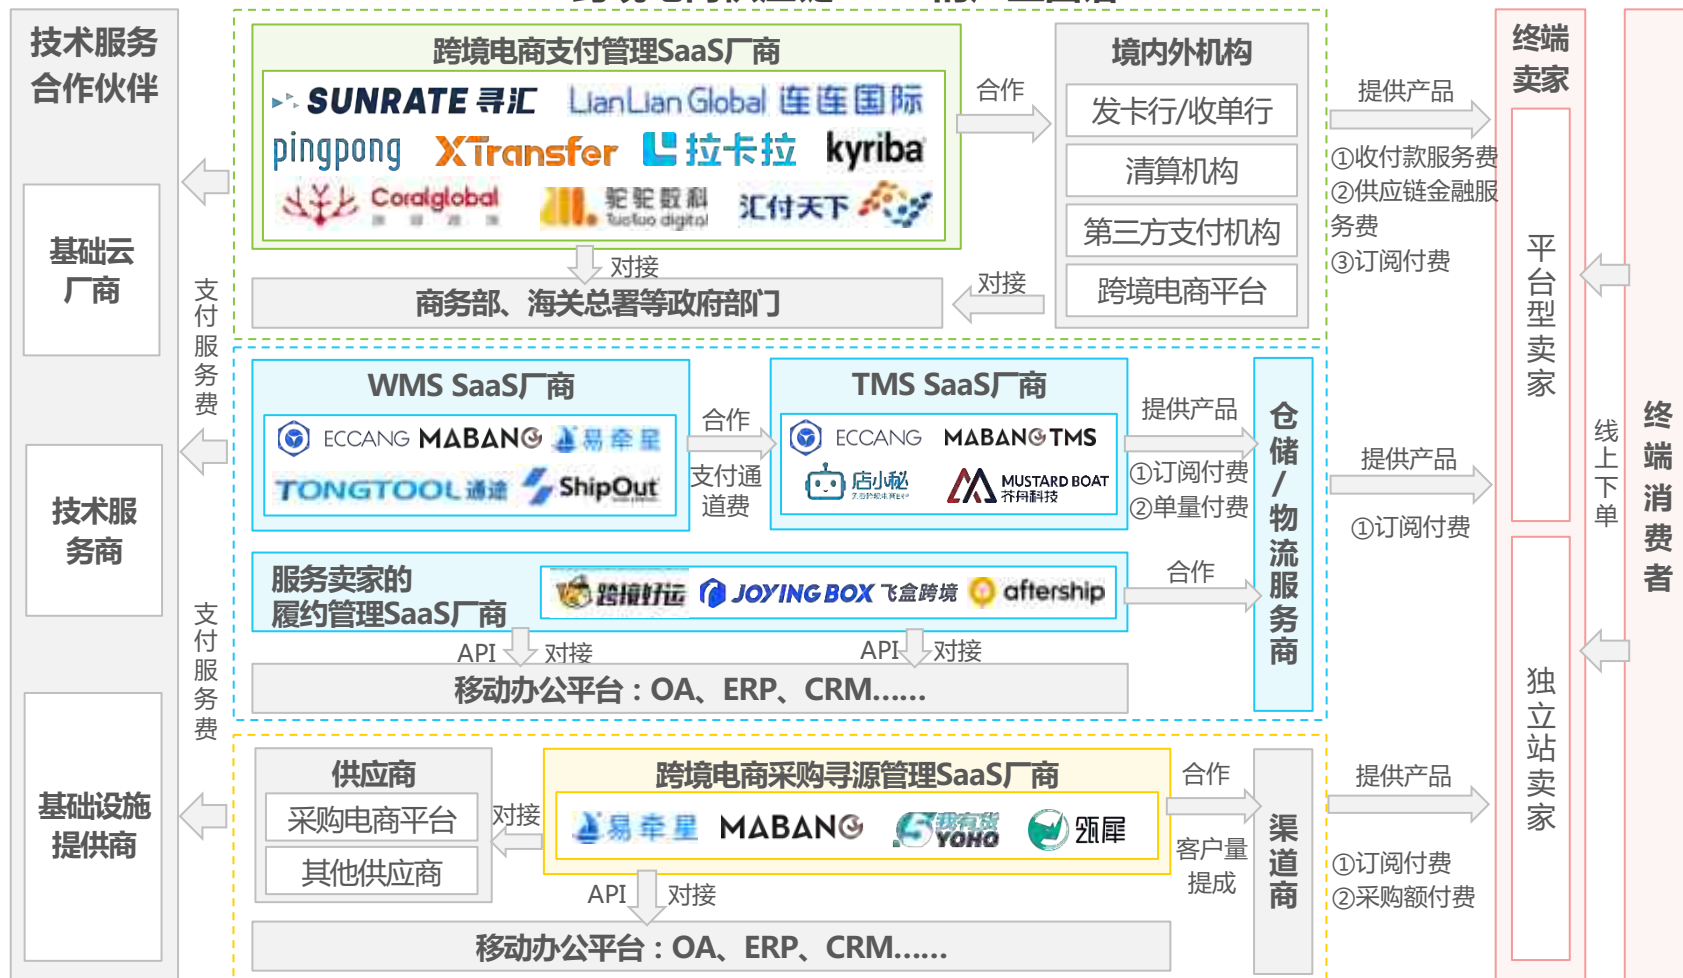 技术服务
合作伙伴
基础云
厂商
技术服
务商
基础设施
提供商
支付服务费
支付服务费
跨境电商支付管理SaaS厂商
SUNRATE 寻汇
LianLian Global 连连国际
pingpong
XTransfer
拉卡拉
kyriba
Coralglobal
驼驼数科
TuoTuo digital
汇付天下
合作
境内外机构
发卡行/收单行
清算机构
第三方支付机构
跨境电商平台
对接
对接
商务部、海关总署等政府部门
提供产品
①收付款服务费
②供应链金融服
务费
③订阅付费
WMS SaaS厂商
ECCANG
MABANG
易牵星
TONGTOOL 通途
ShipOut
合作
支付通
道费
TMS SaaS厂商
ECCANG
MABANG TMS
店小秘
MUSTARD BOAT
芥舟科技
提供产品
①订阅付费
②单量付费
仓储/物流服务商
服务卖家的
履约管理SaaS厂商
跨境好运
JOYING BOX 飞盒跨境
aftership
合作
API 对接
API 对接
移动办公平台：OA、ERP、CRM……
提供产品
①订阅付费
供应商
采购电商平台
其他供应商
对接
跨境电商采购寻源管理SaaS厂商
易牵星
MABANG
我有货
YOHO
甄犀
合作
客户量
提成
渠道商
API 对接
移动办公平台：OA、ERP、CRM……
提供产品
①订阅付费
②采购额付费
终端
卖家
平台型卖家
独立站卖家
线上下单
终端消费者